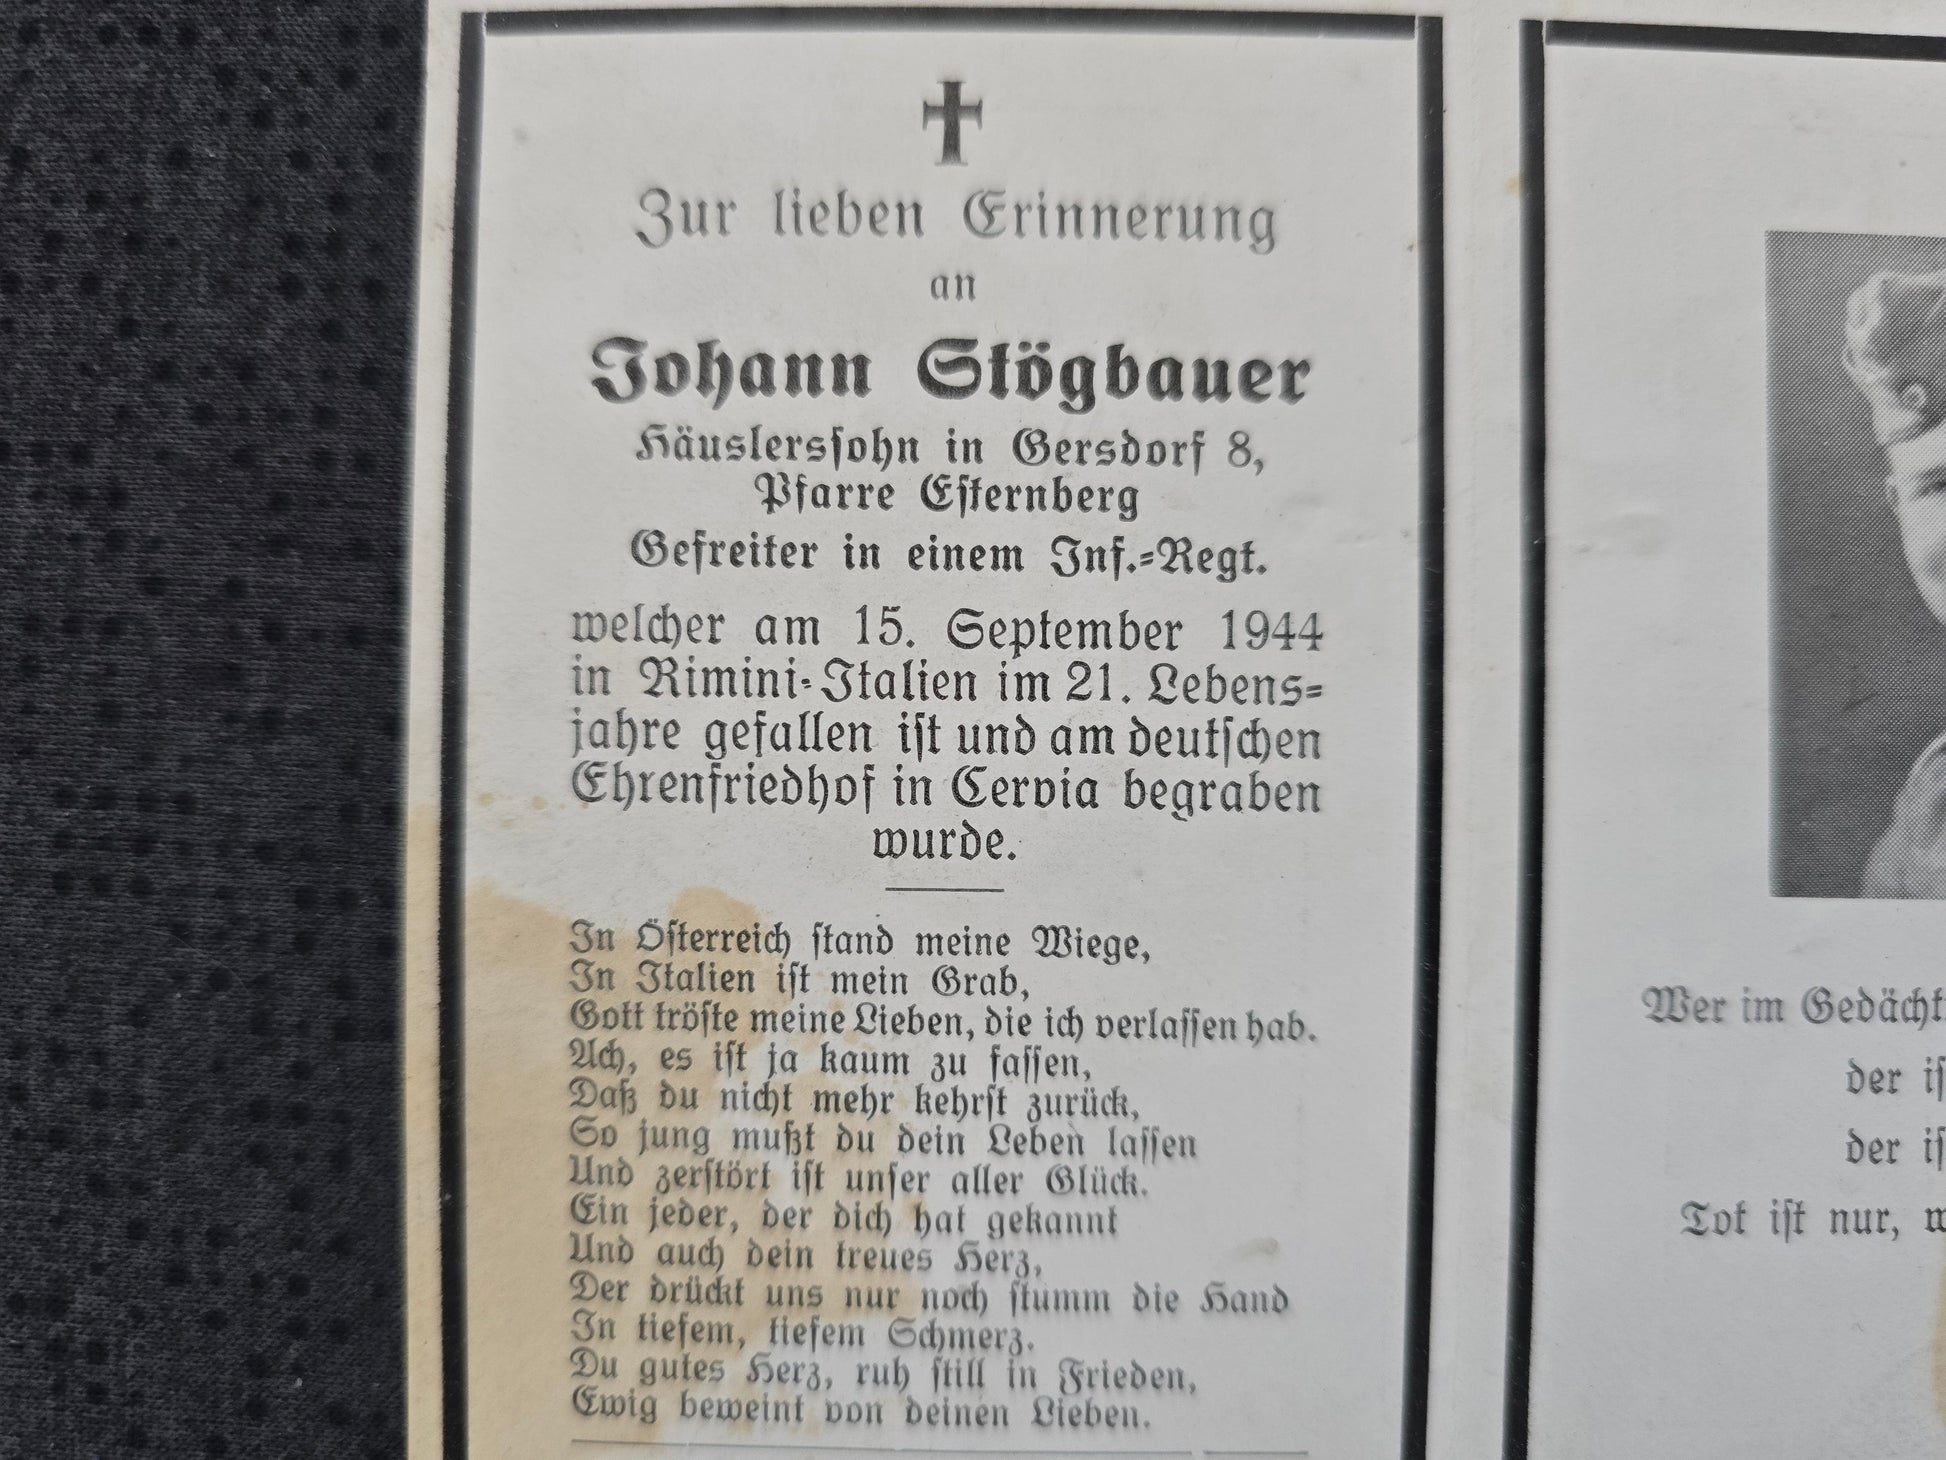 Zur lieben Erinnerung
an
Johann Stögbauer
Häuslerssohn in Gersdorf 8,
Pfarre Esternberg
Gefreiter in einem Inf.-Regt.
welcher am 15. September 1944
in Rimini-Italien im 21. Lebens-
jahre gefallen ist und am deutschen
Ehrenfriedhof in Cervia begraben
wurde.
In Österreich stand meine Wiege,
In Italien ist mein Grab,
Gott tröste meine Lieben, die ich verlassen hab.
Ach, es ist ja kaum zu fassen,
Daß du nicht mehr kehrst zurück,
So jung mußt du dein Leben lassen
Und zerstört ist unser aller Glück.
Ein jeder, der dich hat gekannt
Und auch dein treues Herz,
Der drückt uns nur noch stumm die Hand
In tiefem, tiefem Schmerz.
Du gutes Herz, ruh still in Frieden,
Ewig beweint von deinen Lieben.
Wer im
der
der
Tot ist nur,